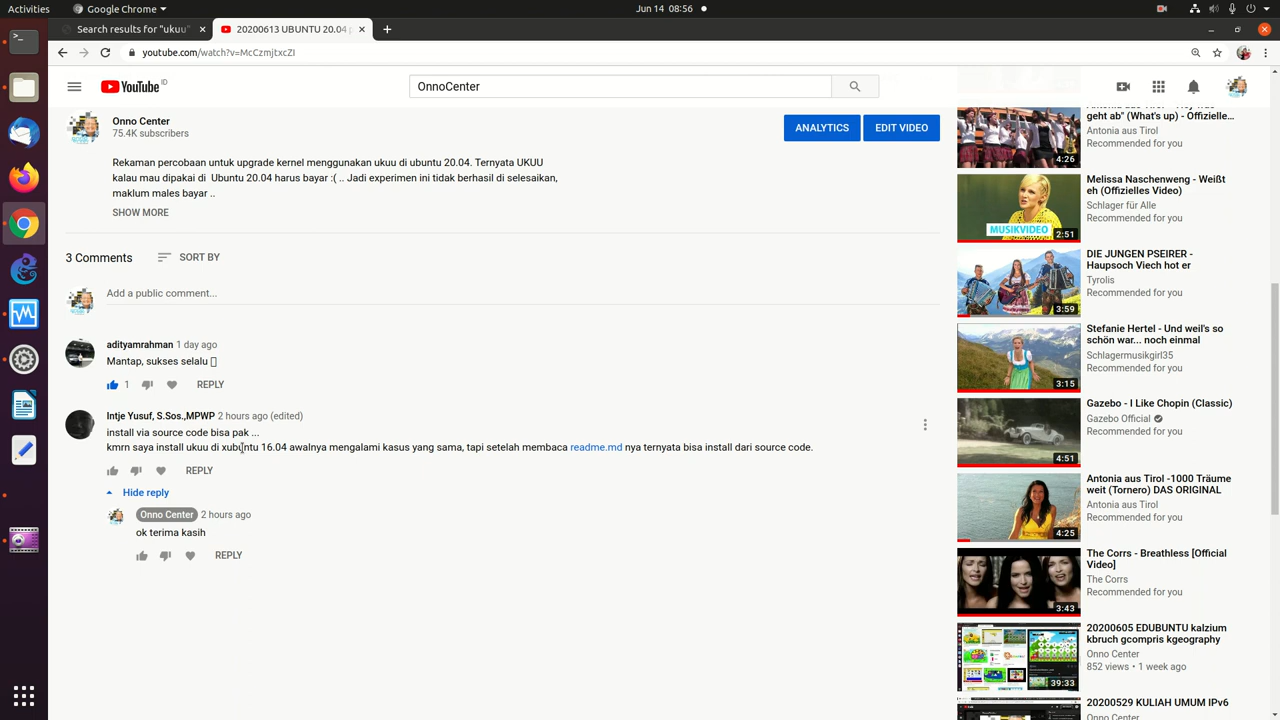 Activities
Google Chrome
Jun 14 08:56
Search results for "ukuu"
20200613 UBUNTU 20.04
youtube.com/watch?v=McCzmjtxcZI
YouTube ID
OnnoCenter
Onno Center
75.4K subscribers
ANALYTICS
EDIT VIDEO
Rekaman percobaan untuk upgrade kernel menggunakan ukuu di ubuntu 20.04. Ternyata UKUU
kalau mau dipakai di Ubuntu 20.04 harus bayar :( .. Jadi experimen ini tidak berhasil di selesaikan,
maklum males bayar ..
SHOW MORE
3 Comments
SORT BY
Add a public comment...
adityamrahman 1 day ago
Mantap, sukses selalu
1
REPLY
Intje Yusuf, S.Sos.,MPWP 2 hours ago (edited)
install via source code bisa pak ...
kmrn saya install ukuu di xubuntu 16.04 awalnya mengalami kasus yang sama, tapi setelah membaca readme.md nya ternyata bisa install dari source code.
REPLY
Hide reply
Onno Center 2 hours ago
ok terima kasih
REPLY
geht ab" (What's up) - Offizielle...
Antonia aus Tirol
Recommended for you
4:26
Melissa Naschenweng - Weißt
eh (Offizielles Video)
Schlager für Alle
Recommended for you
MUSIKVIDEO
2:51
DIE JUNGEN PSEIRER -
Haupsoch Viech hot er
Tyrolis
Recommended for you
3:59
Stefanie Hertel - Und weil's so
schön war... noch einmal
Schlagermusikgirl35
Recommended for you
3:15
Gazebo - I Like Chopin (Classic)
Gazebo Official
Recommended for you
4:51
Antonia aus Tirol -1000 Träume
weit (Tornero) DAS ORIGINAL
Antonia aus Tirol
Recommended for you
4:25
The Corrs - Breathless [Official
Video]
The Corrs
Recommended for you
3:43
20200605 EDUBUNTU kalzium
kbruch gcompris kgeography
Onno Center
852 views • 1 week ago
39:33
20200529 KULIAH UMUM IPv6
Onno Center